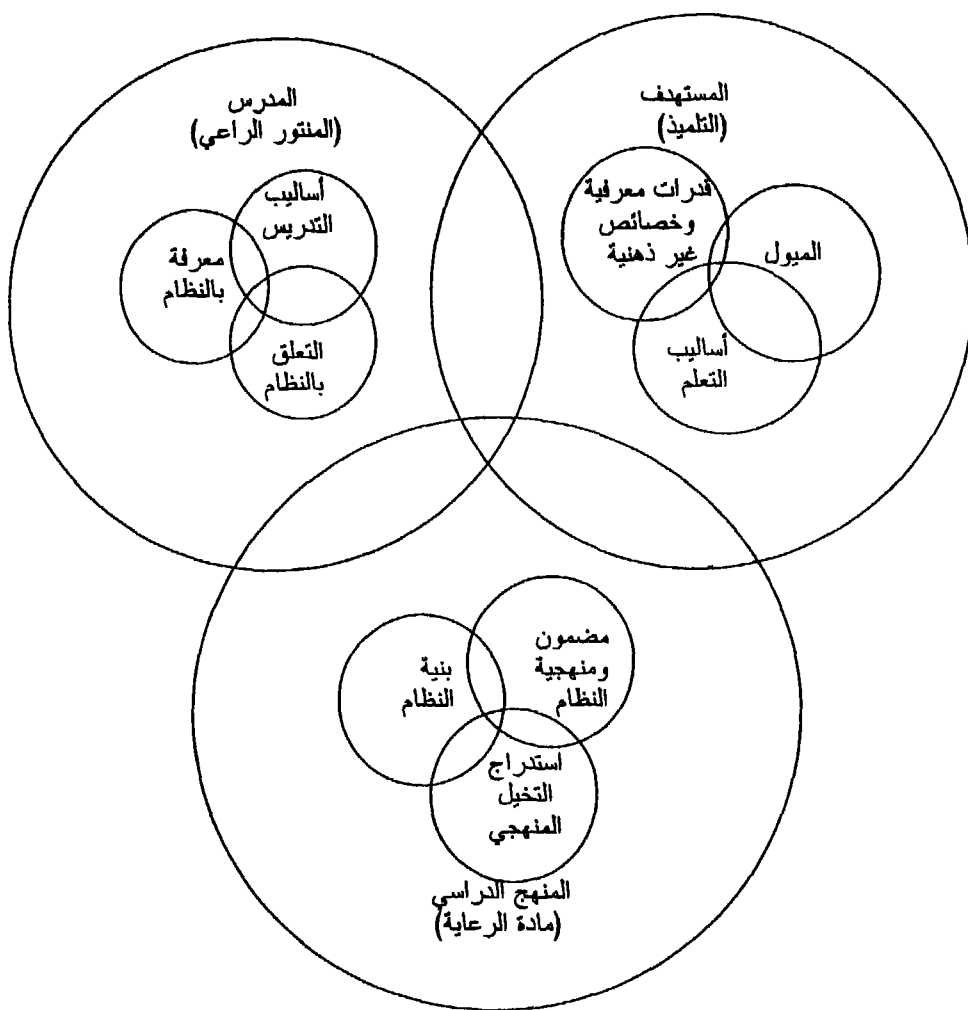 المدرس
(المنتور الراعي)
أساليب
التدريس
معرفة
بالنظام
التعلق
بالنظام
المستهدف
(التلميذ)
قدرات معرفية
وخصائص
غير ذهنية
الميول
أساليب
التعلم
مضمون
ومنهجية
النظام
بنية
النظام
استدراج
التخيل
المنهجي
المنهج الدراسي
(مادة الرعاية)